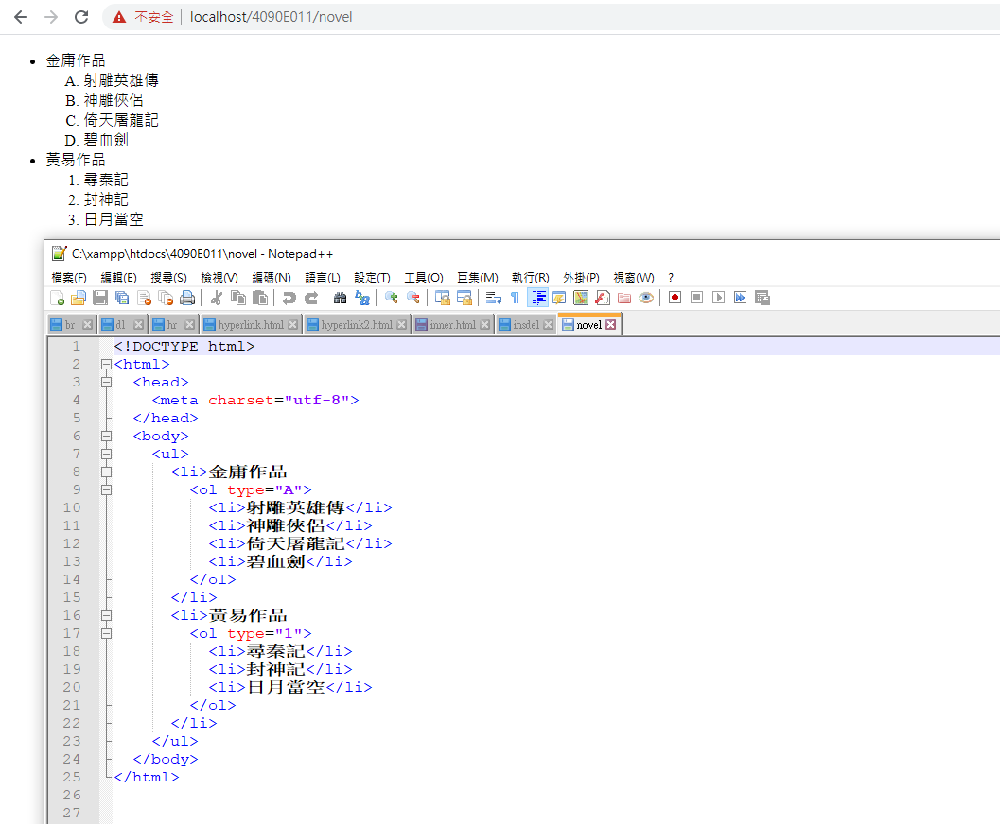 不安全 | localhost/4090E011/novel
• 金庸作品
A. 射雕英雄傳
B. 神雕俠侶
C. 倚天屠龍記
D. 碧血劍
• 黃易作品
1. 尋秦記
2. 封神記
3. 日月當空
C:\xampp\htdocs\4090E011\novel - Notepad++
檔案(F) 編輯(E) 搜尋(S) 檢視(V) 編碼(N) 語言(L) 設定(T) 工具(O) 巨集(M) 執行(R) 外掛(P) 視窗(W) ?
br dl hr hyperlink.html hyperlink2.html inner.html insdel novel
1 <!DOCTYPE html>
2 <html>
3 <head>
4 <meta charset="utf-8">
5 </head>
6 <body>
7 <ul>
8 <li>金庸作品
9 <ol type="A">
10 <li>射雕英雄傳</li>
11 <li>神雕俠侶</li>
12 <li>倚天屠龍記</li>
13 <li>碧血劍</li>
14 </ol>
15 </li>
16 <li>黃易作品
17 <ol type="1">
18 <li>尋秦記</li>
19 <li>封神記</li>
20 <li>日月當空</li>
21 </ol>
22 </li>
23 </ul>
24 </body>
25 </html>
26
27